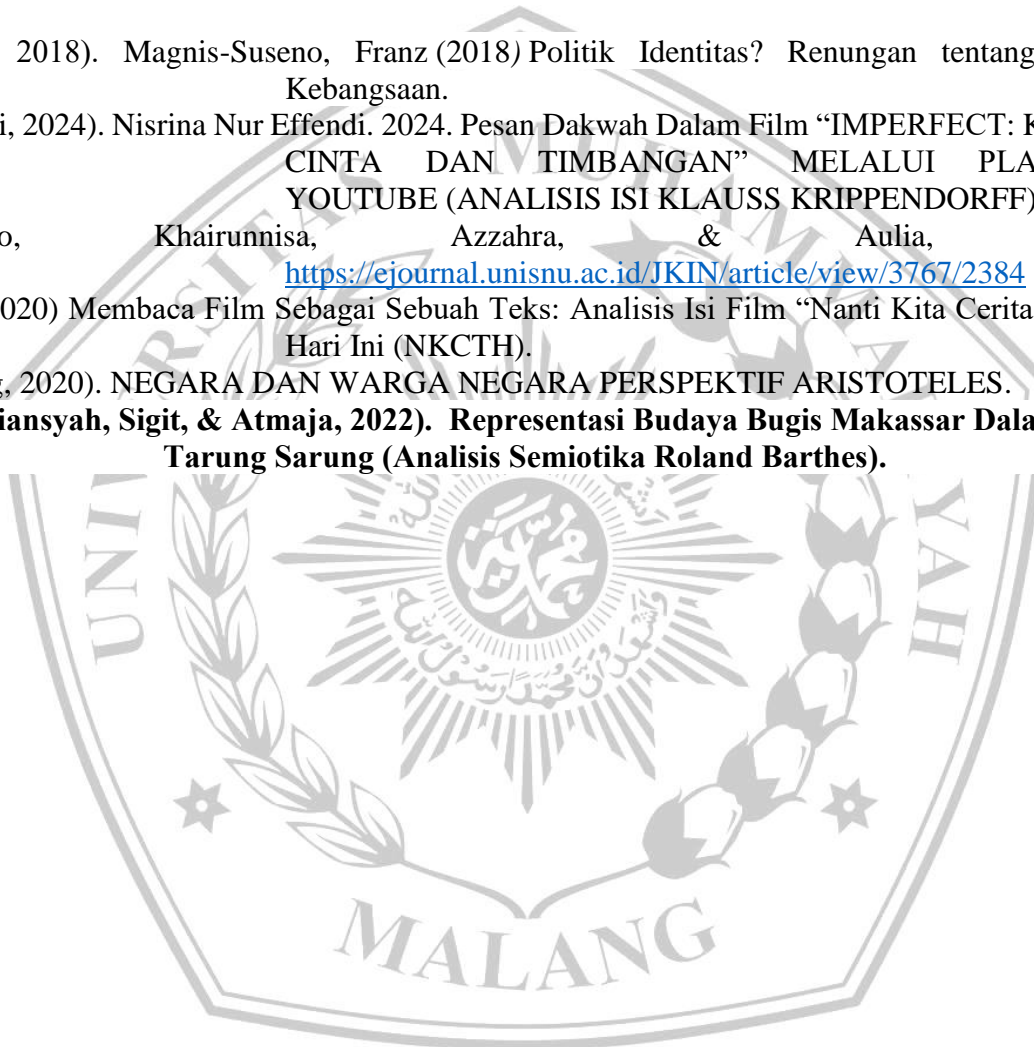 2018). Magnis-Suseno, Franz (2018) Politik Identitas? Renungan tentang
Kebangsaan.
i, 2024). Nisrina Nur Effendi. 2024. Pesan Dakwah Dalam Film “IMPERFECT: K
CINTA DAN TIMBANGAN” MELALUI PLA
YOUTUBE (ANALISIS ISI KLAUSS KRIPPENDORFF)
o, Khairunnisa, Azzahra, & Aulia,
https://ejournal.unisnu.ac.id/JKIN/article/view/3767/2384
020) Membaca Film Sebagai Sebuah Teks: Analisis Isi Film “Nanti Kita Cerita
Hari Ini (NKCTH).
g, 2020). NEGARA DAN WARGA NEGARA PERSPEKTIF ARISTOTELES.
iansyah, Sigit, & Atmaja, 2022). Representasi Budaya Bugis Makassar Dala
Tarung Sarung (Analisis Semiotika Roland Barthes).
MALANG